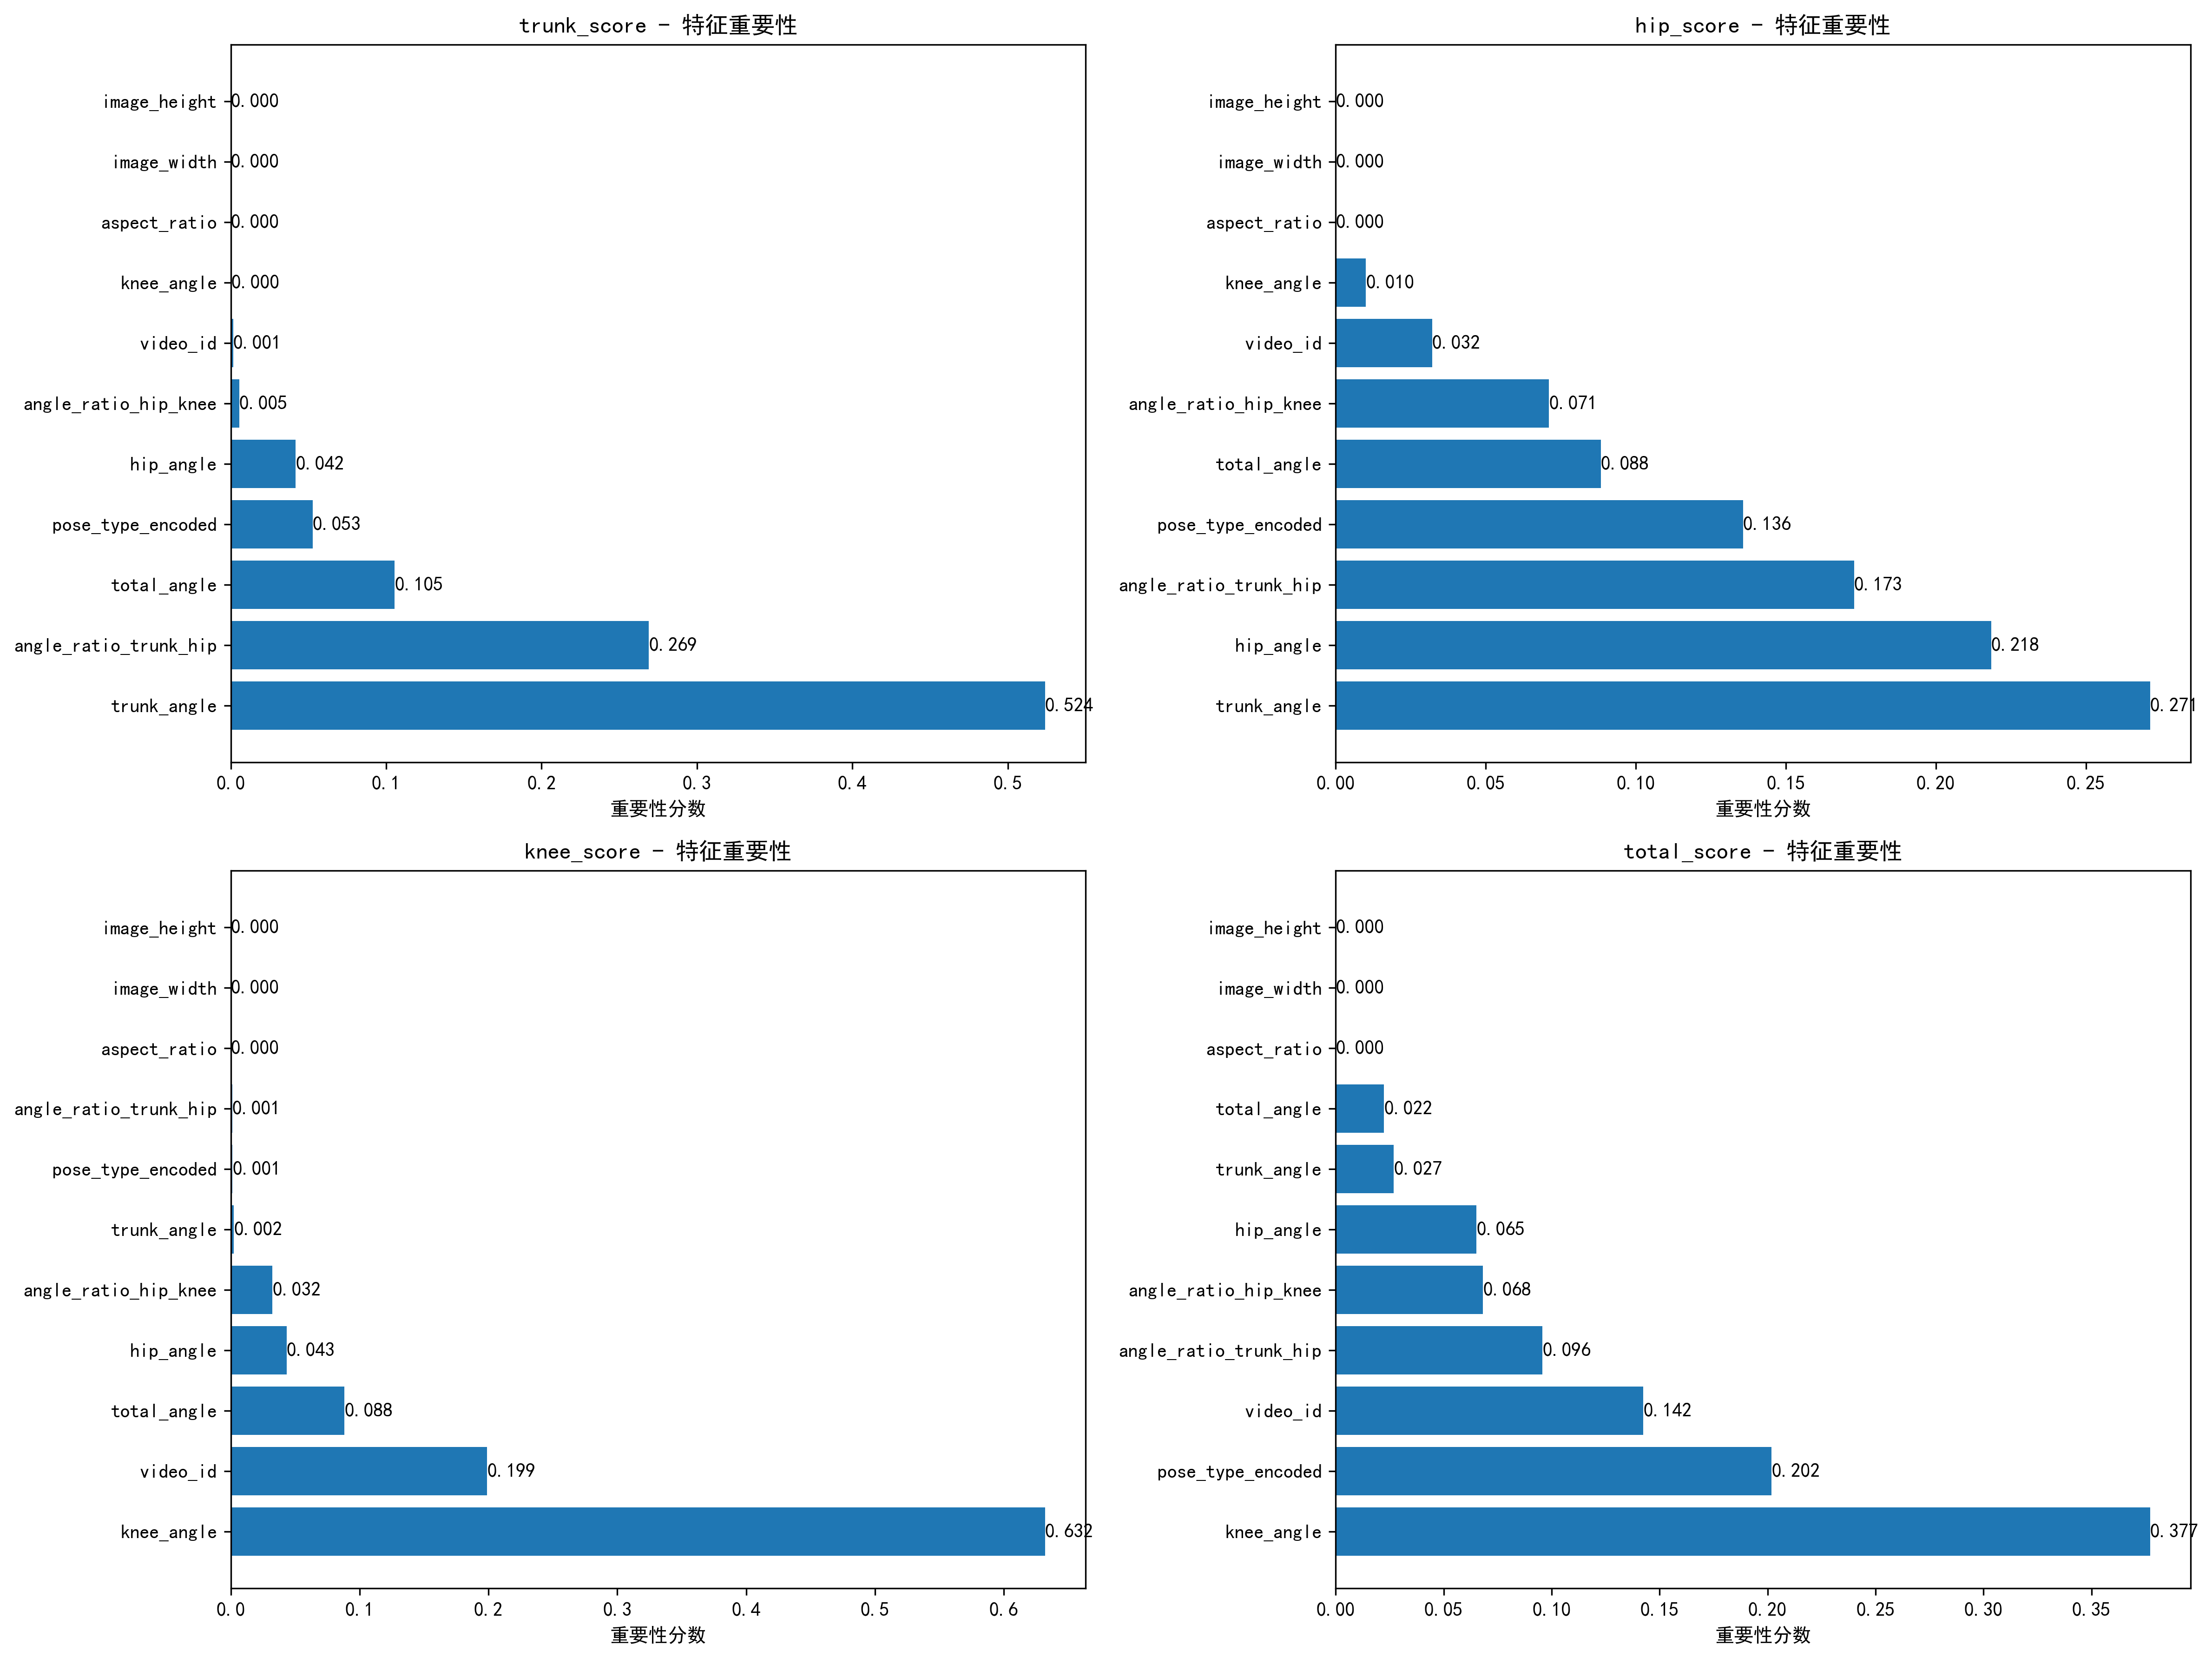 trunk_score - 特征重要性
image_height 0.000
image_width 0.000
aspect_ratio 0.000
knee_angle 0.000
video_id 0.001
angle_ratio_hip_knee 0.005
hip_angle 0.042
pose_type_encoded 0.053
total_angle 0.105
angle_ratio_trunk_hip 0.269
trunk_angle 0.524
0.0 0.1 0.2 0.3 0.4 0.5
重要性分数
hip_score - 特征重要性
image_height 0.000
image_width 0.000
aspect_ratio 0.000
knee_angle 0.010
video_id 0.032
angle_ratio_hip_knee 0.071
total_angle 0.088
pose_type_encoded 0.136
angle_ratio_trunk_hip 0.173
hip_angle 0.218
trunk_angle 0.271
0.00 0.05 0.10 0.15 0.20 0.25
重要性分数
knee_score - 特征重要性
image_height 0.000
image_width 0.000
aspect_ratio 0.000
angle_ratio_trunk_hip 0.001
pose_type_encoded 0.001
trunk_angle 0.002
angle_ratio_hip_knee 0.032
hip_angle 0.043
total_angle 0.088
video_id 0.199
knee_angle 0.632
0.0 0.1 0.2 0.3 0.4 0.5 0.6
重要性分数
total_score - 特征重要性
image_height 0.000
image_width 0.000
aspect_ratio 0.000
total_angle 0.022
trunk_angle 0.027
hip_angle 0.065
angle_ratio_hip_knee 0.068
angle_ratio_trunk_hip 0.096
video_id 0.142
pose_type_encoded 0.202
knee_angle 0.377
0.00 0.05 0.10 0.15 0.20 0.25 0.30 0.35
重要性分数